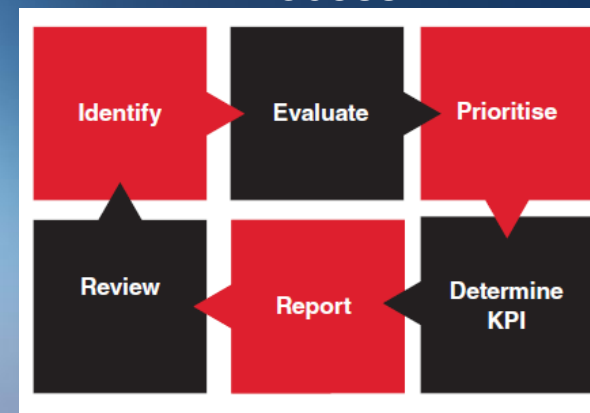 Identify
Evaluate
Prioritise
Review
Report
Determine
KPI